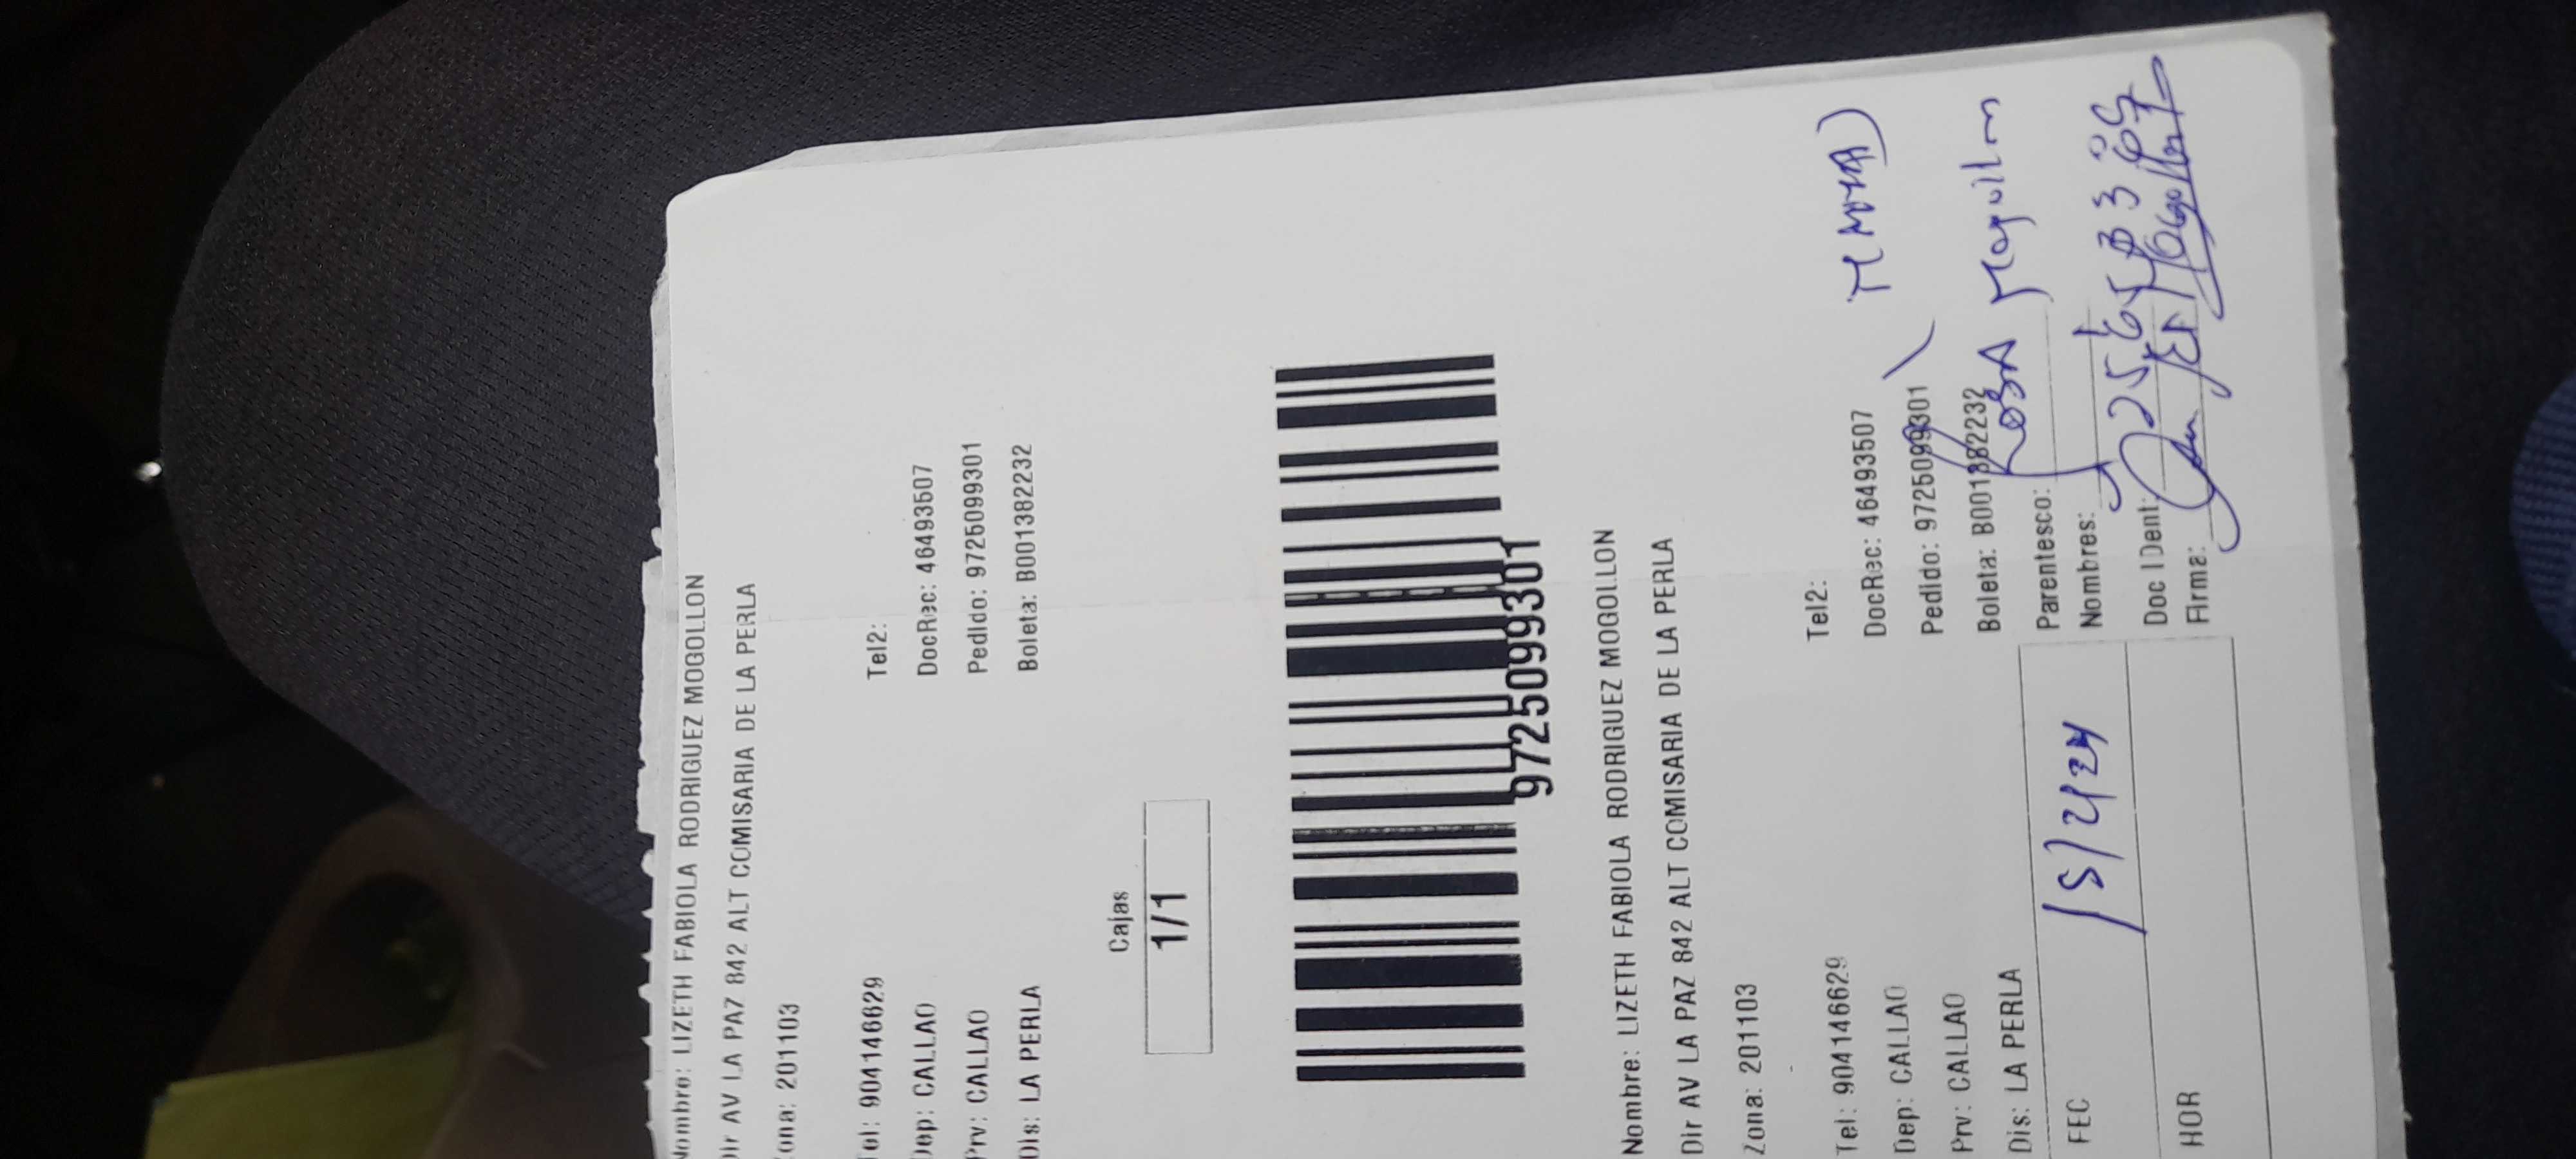 Nombre: LIZETH FABIOLA RODRIGUEZ MOGOLLON
Dir AV LA PAZ 842 ALT COMISARIA DE LA PERLA
Zona: 201103
Tel: 904146629 Tel2:
Dep: CALLAO DocRec: 46493507
Prv: CALLAO Pedido: 9725099301
Dis: LA PERLA Boleta: B001382232
Cajas
1/1
9725099301
Nombre: LIZETH FABIOLA RODRIGUEZ MOGOLLON
Dir AV LA PAZ 842 ALT COMISARIA DE LA PERLA
Zona: 201103
Tel: 904146629 Tel2:
Dep: CALLAO DocRec: 46493507
Prv: CALLAO Pedido: 9725099301
Dis: LA PERLA Boleta: B001382232
Parentesco:
FEC Nombres:
Doc IDent:
HOR Firma: